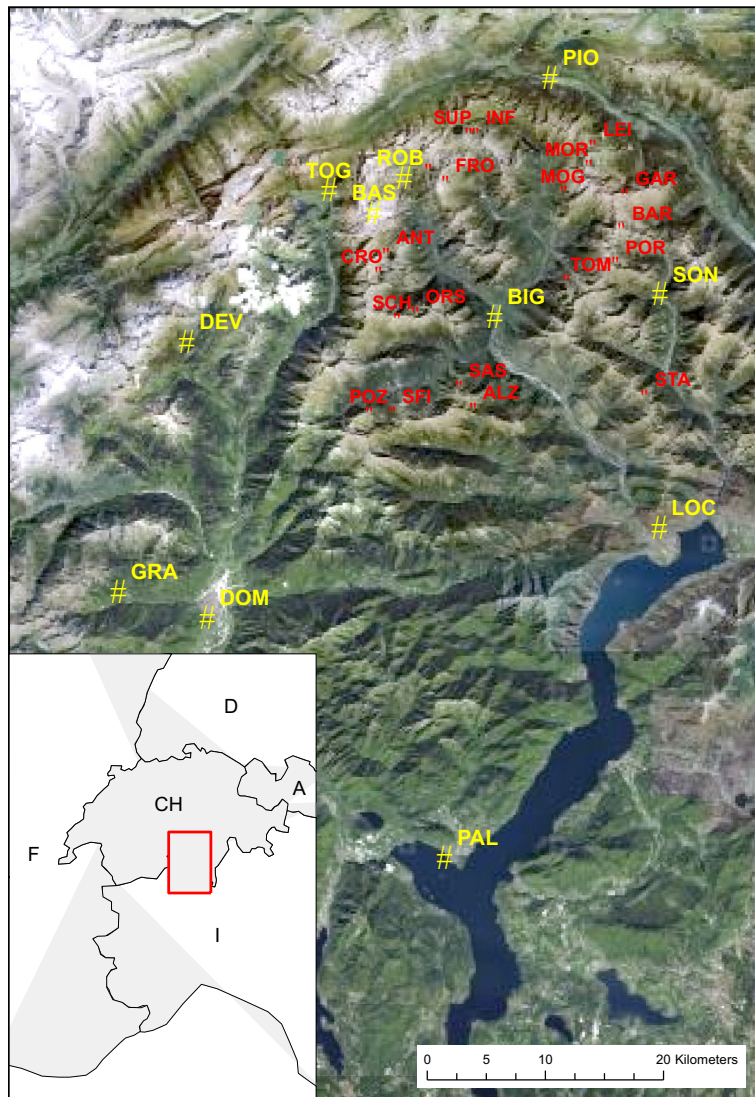 # PIO
SUP INF
LEI
MOR
ROB # FRO
TOG # MOG GAR
BAS #
BAR
ANT
CRO POR
TOM
SON #
SCH ORS BIG #
DEV #
SAS
STA
POZ SFI ALZ
LOC #
GRA #
DOM #
D
A
CH
F
PAL #
I
0 5 10 20 Kilometers